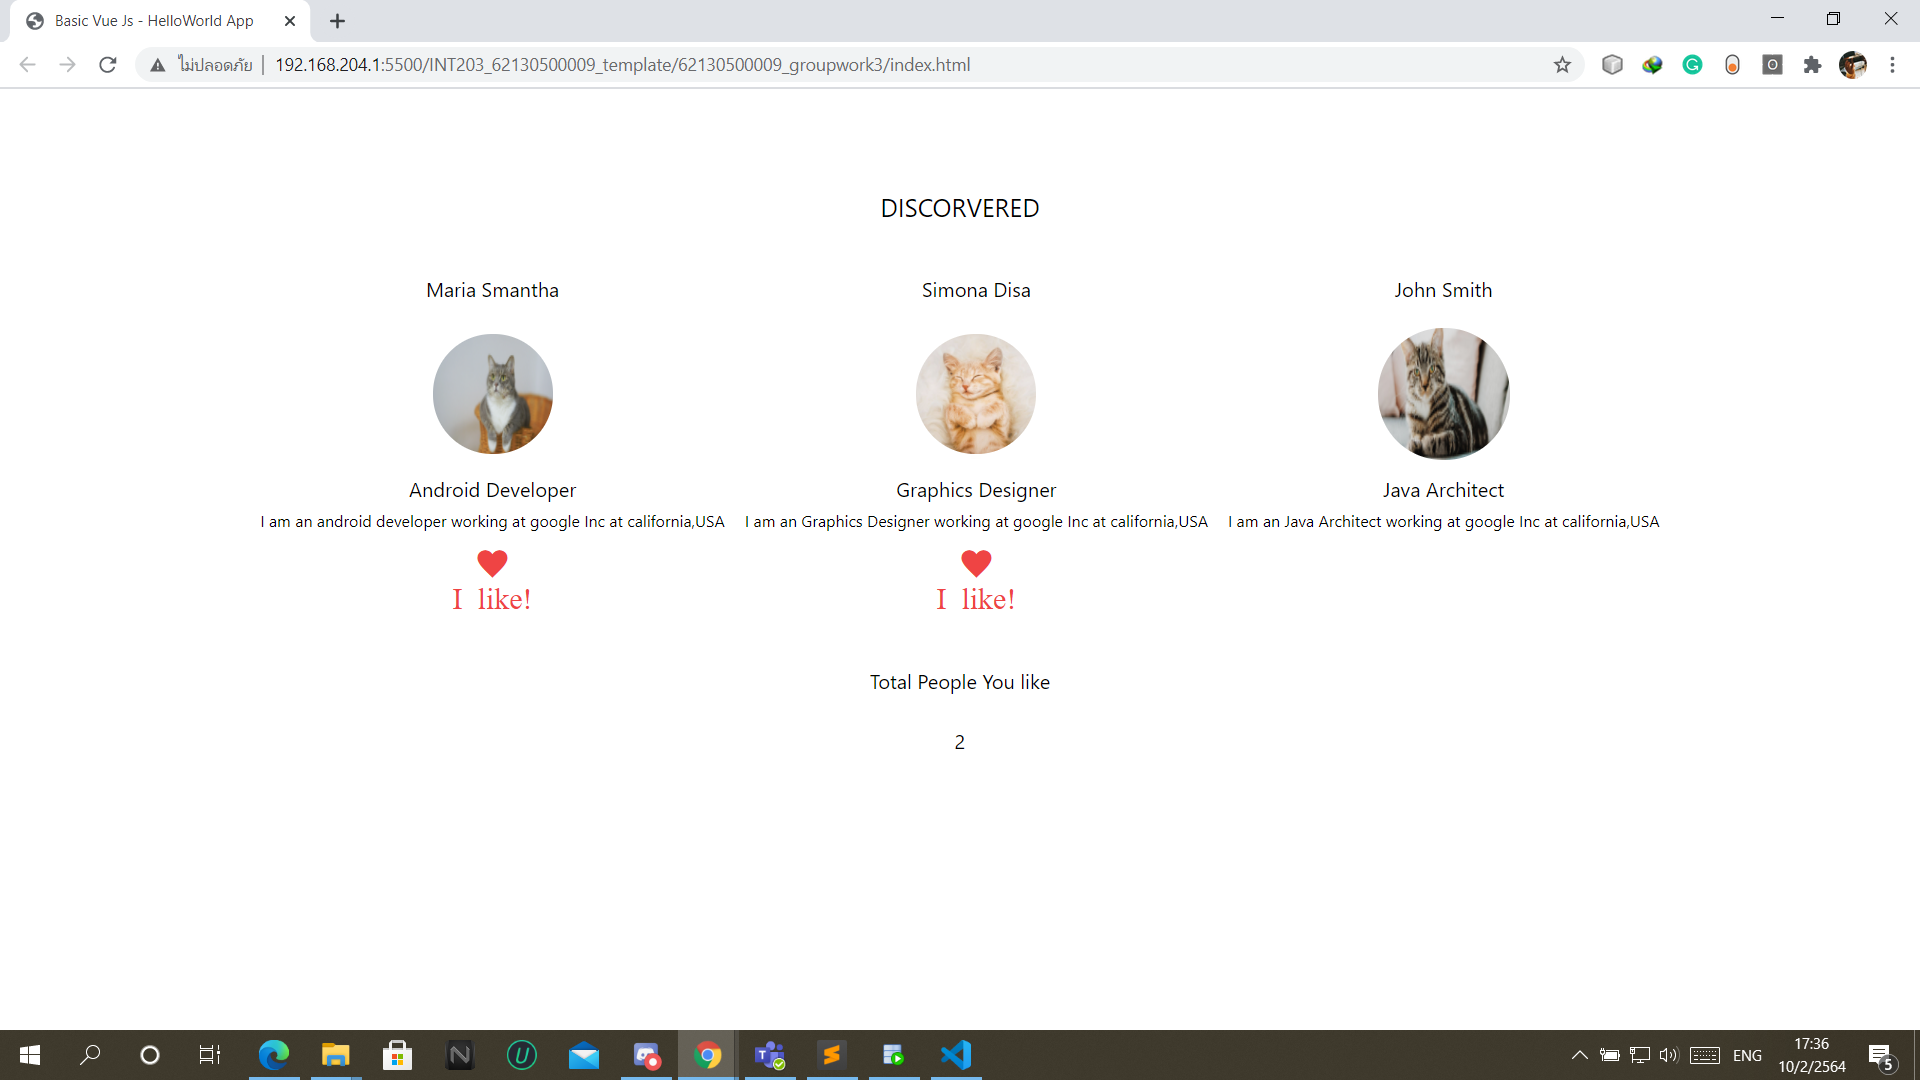 Basic Vue Js - HelloWorld App
ไม่ปลอดภัย | 192.168.204.1:5500/INT203_62130500009_template/62130500009_groupwork3/index.html
DISCORVERED
Maria Smantha
Simona Disa
John Smith
Android Developer
Graphics Designer
Java Architect
I am an android developer working at google Inc at california,USA
I am an Graphics Designer working at google Inc at california,USA
I am an Java Architect working at google Inc at california,USA
I like!
I like!
Total People You like
2
ENG
17:36
10/2/2564
5